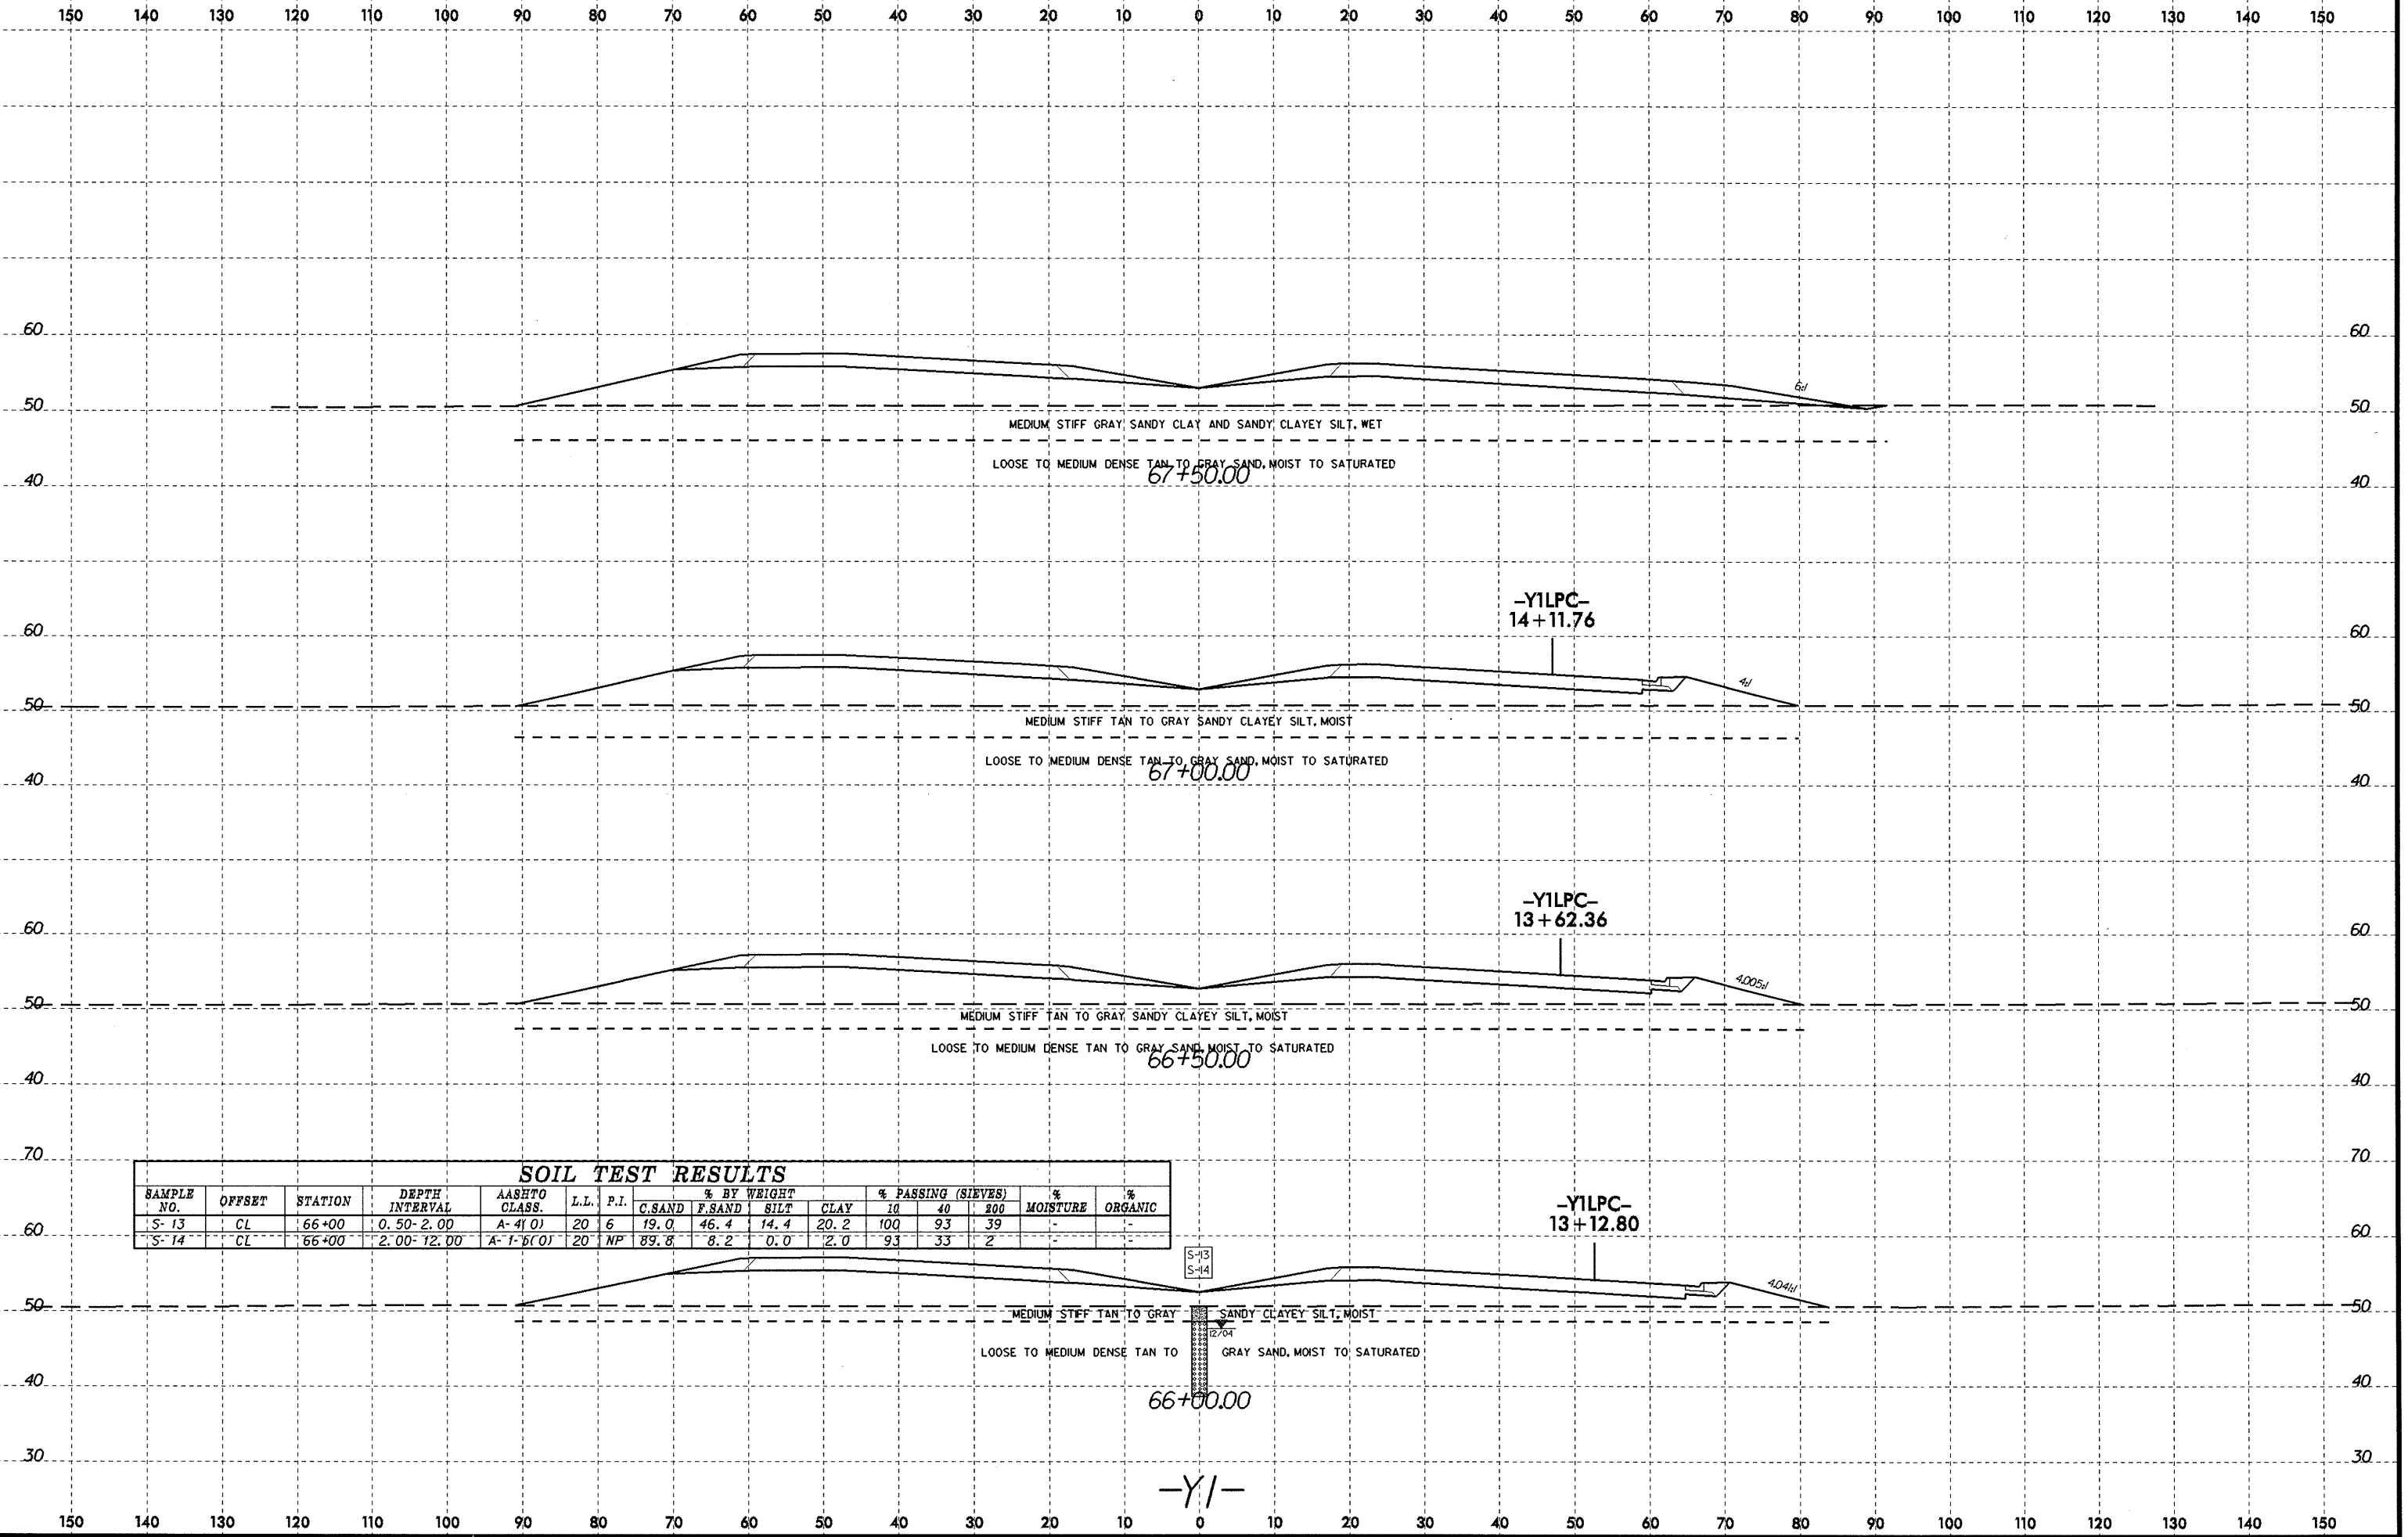 150 140 130 120 110 100 90 80 70 60 50 40 30 20 10 0 10 20 30 40 50 60 70 80 90 100 110 120 130 140 150
60 60
6:1
50 50
MEDIUM STIFF GRAY SANDY CLAY AND SANDY CLAYEY SILT, WET
LOOSE TO MEDIUM DENSE TAN TO GRAY SAND, MOIST TO SATURATED
67+50.00
40 40
-Y1LPC-
14+11.76
60 60
4:1
50 50
MEDIUM STIFF TAN TO GRAY SANDY CLAYEY SILT, MOIST
LOOSE TO MEDIUM DENSE TAN TO GRAY SAND, MOIST TO SATURATED
67+00.00
40 40
-Y1LPC-
13+62.36
60 60
4.005:1
50 50
MEDIUM STIFF TAN TO GRAY SANDY CLAYEY SILT, MOIST
LOOSE TO MEDIUM DENSE TAN TO GRAY SAND, MOIST TO SATURATED
66+50.00
40 40
70 70
SOIL TEST RESULTS
SAMPLE NO. OFFSET STATION DEPTH INTERVAL AASHTO CLASS. L.L. P.I. % BY WEIGHT C.SAND F.SAND SILT CLAY % PASSING (SIEVES) 10 40 200 % MOISTURE % ORGANIC
S-13 CL 66+00 0.50-2.00 A-4(0) 20 6 19.0 46.4 14.4 20.2 100 93 39 - -
S-14 CL 66+00 2.00-12.00 A-1-b(0) 20 NP 89.8 8.2 0.0 2.0 93 33 2 - -
-Y1LPC-
13+12.80
60 60
S-13
S-14
4.04:1
50 50
MEDIUM STIFF TAN TO GRAY SANDY CLAYEY SILT, MOIST
12/04
LOOSE TO MEDIUM DENSE TAN TO GRAY SAND, MOIST TO SATURATED
40 40
66+00.00
30 30
-Y1-
150 140 130 120 110 100 90 80 70 60 50 40 30 20 10 0 10 20 30 40 50 60 70 80 90 100 110 120 130 140 150